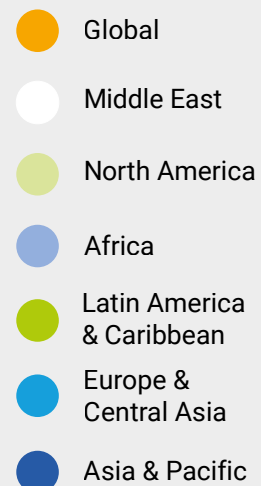 Global
Middle East
North America
Africa
Latin America
& Caribbean
Europe &
Central Asia
Asia & Pacific